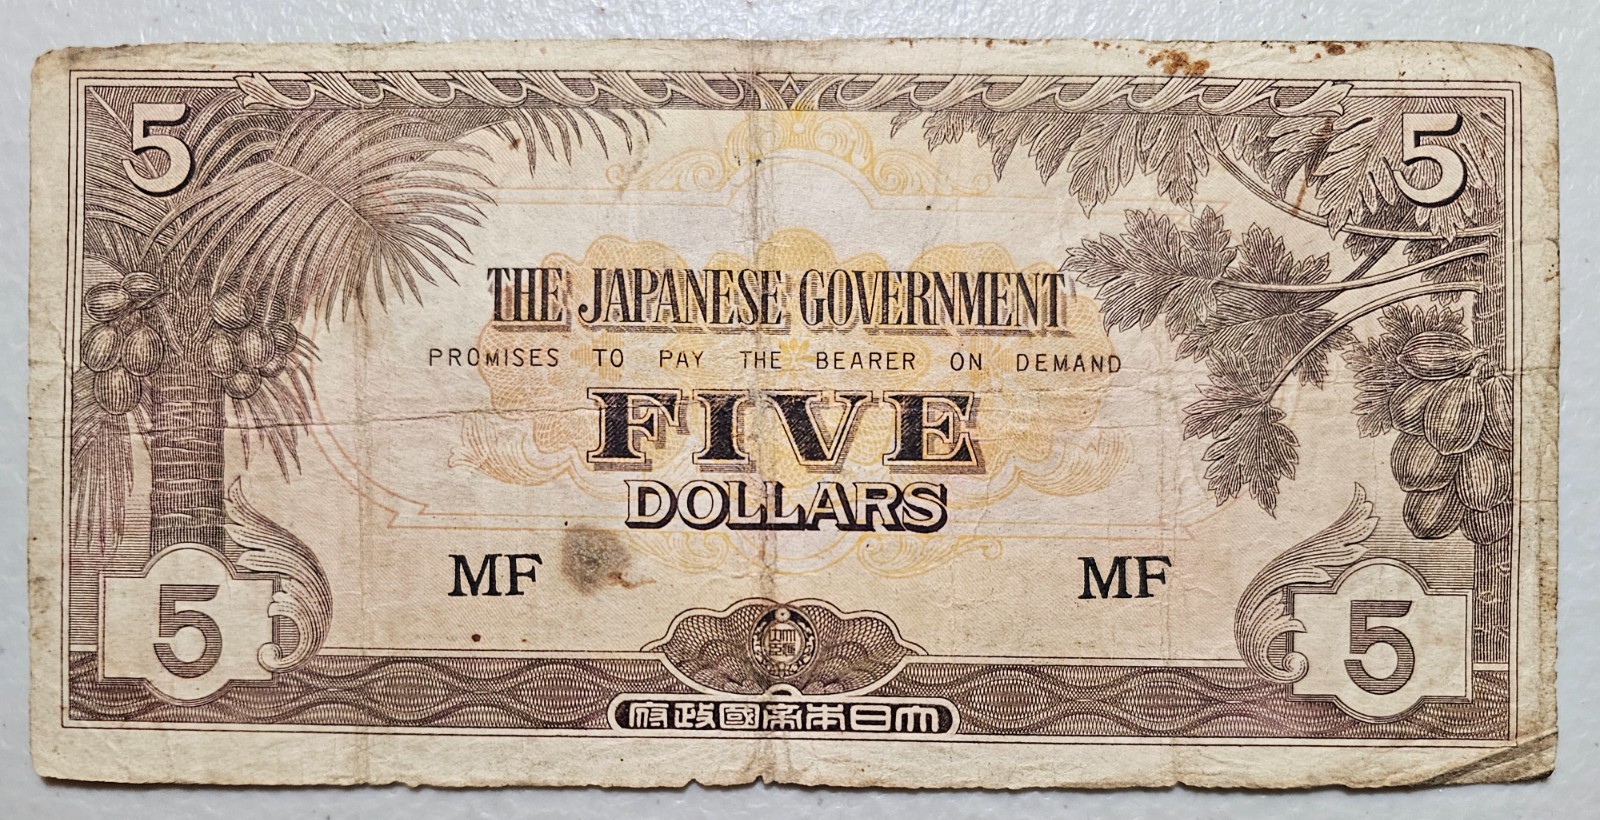 5 5
THE JAPANESE GOVERNMENT
PROMISES TO PAY THE BEARER ON DEMAND
FIVE
DOLLARS
MF MF
5 5
大日本帝國政府